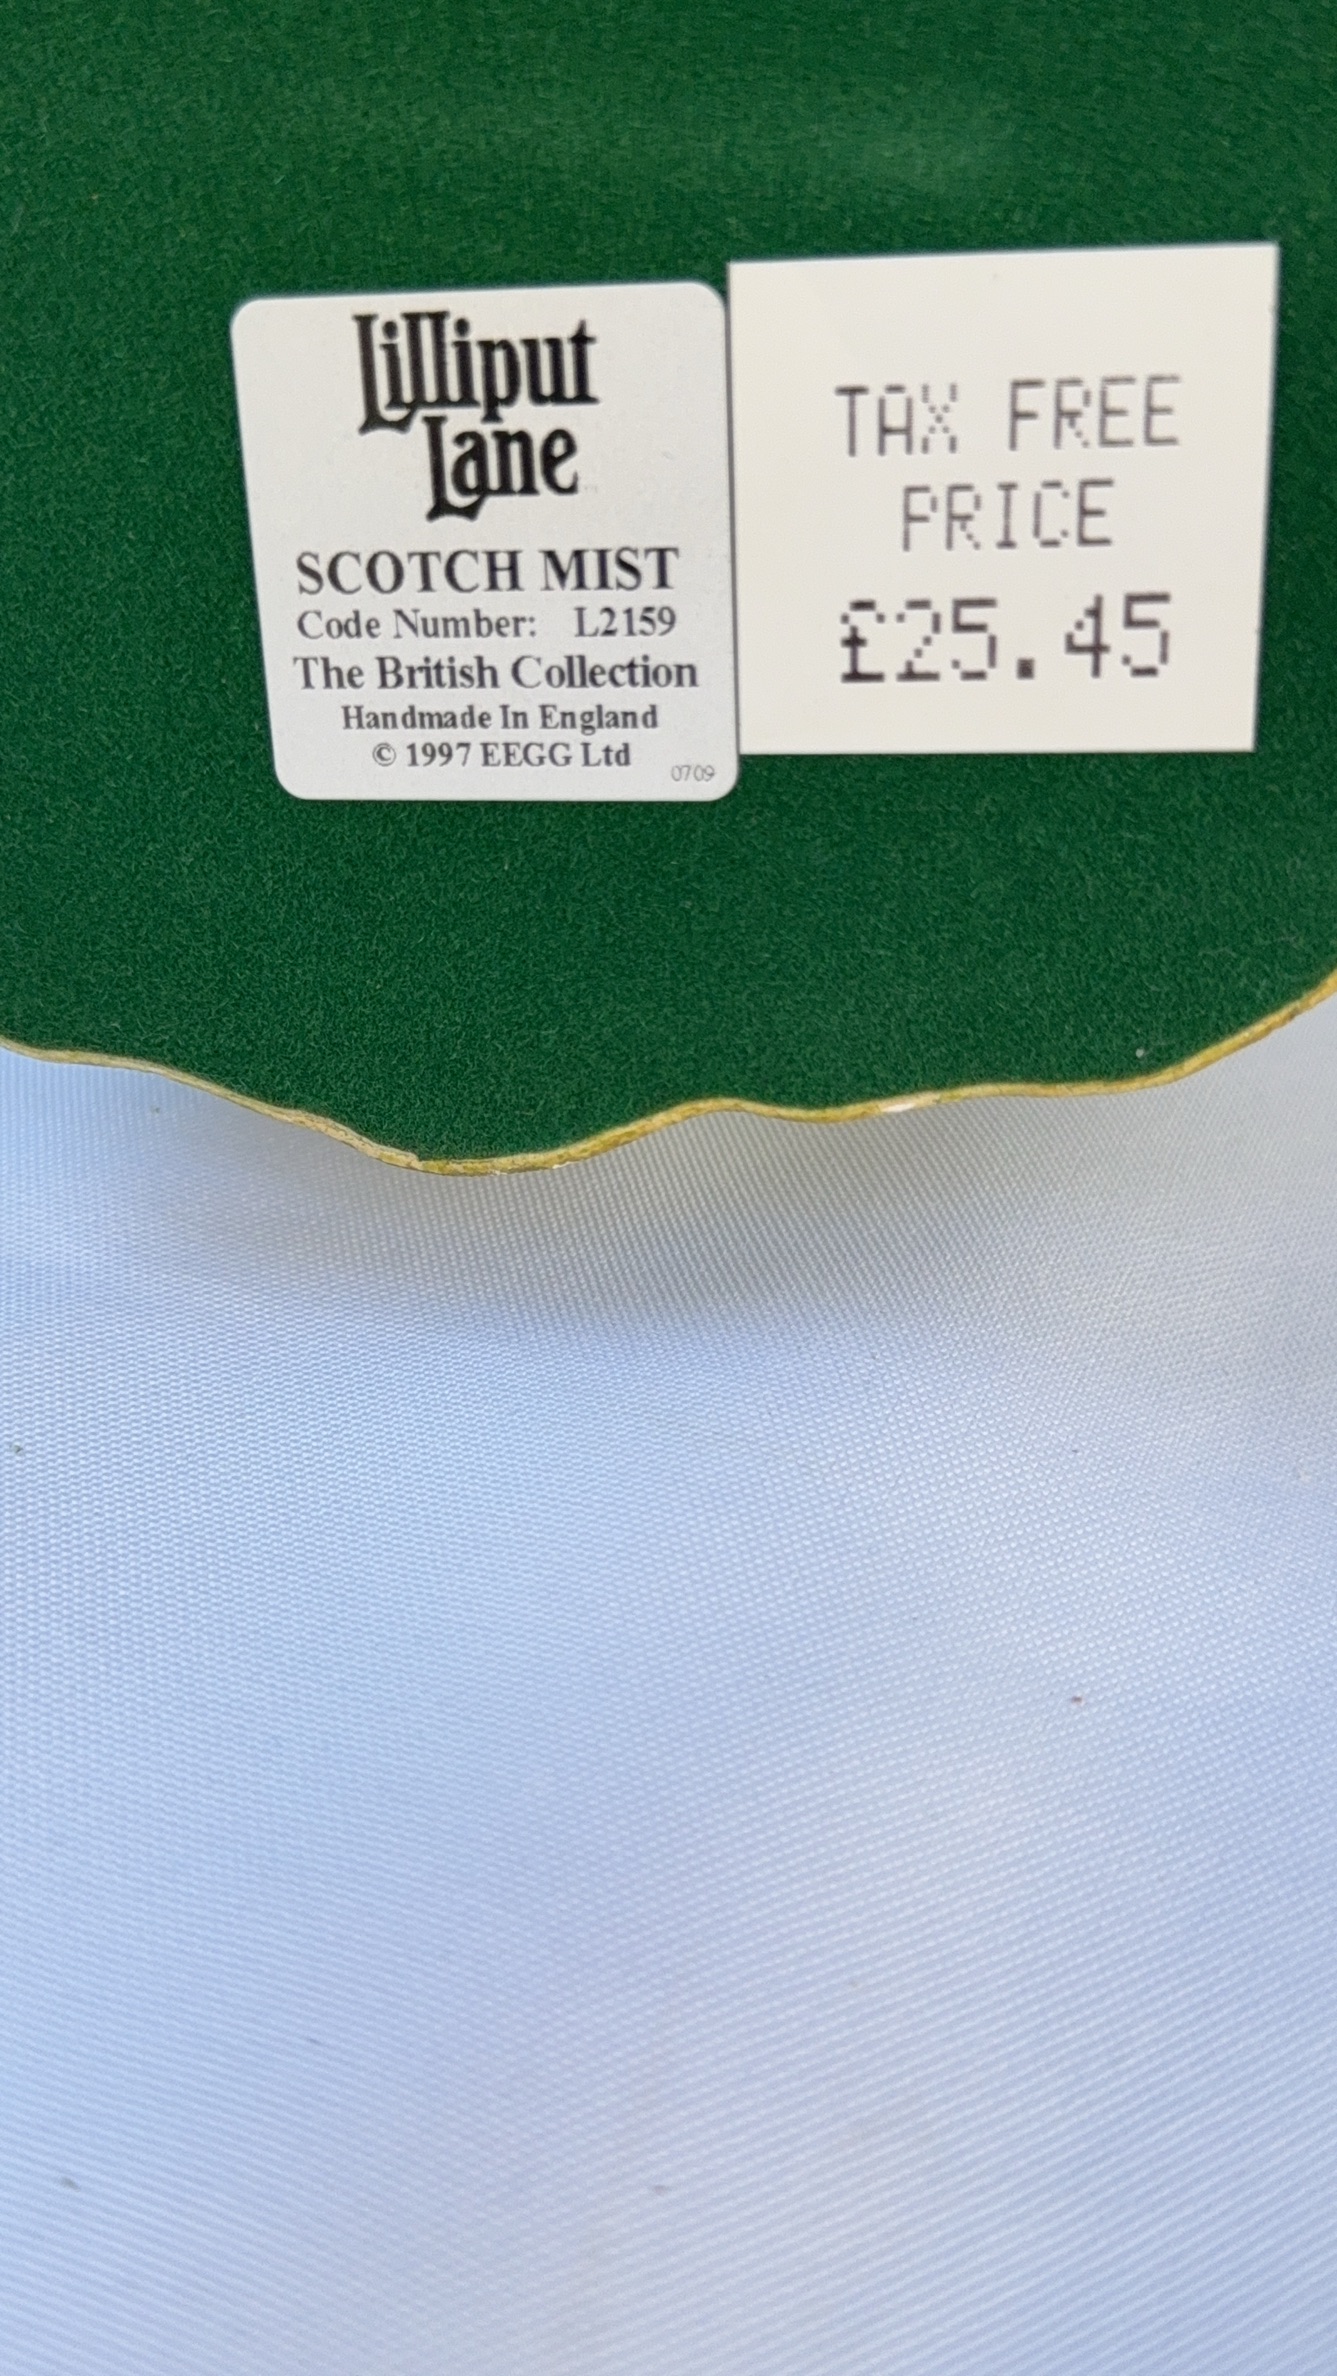 Lilliput
Lane
SCOTCH MIST
Code Number: L2159
The British Collection
Handmade In England
© 1997 EEGG Ltd
0709
TAX FREE
PRICE
£25.45